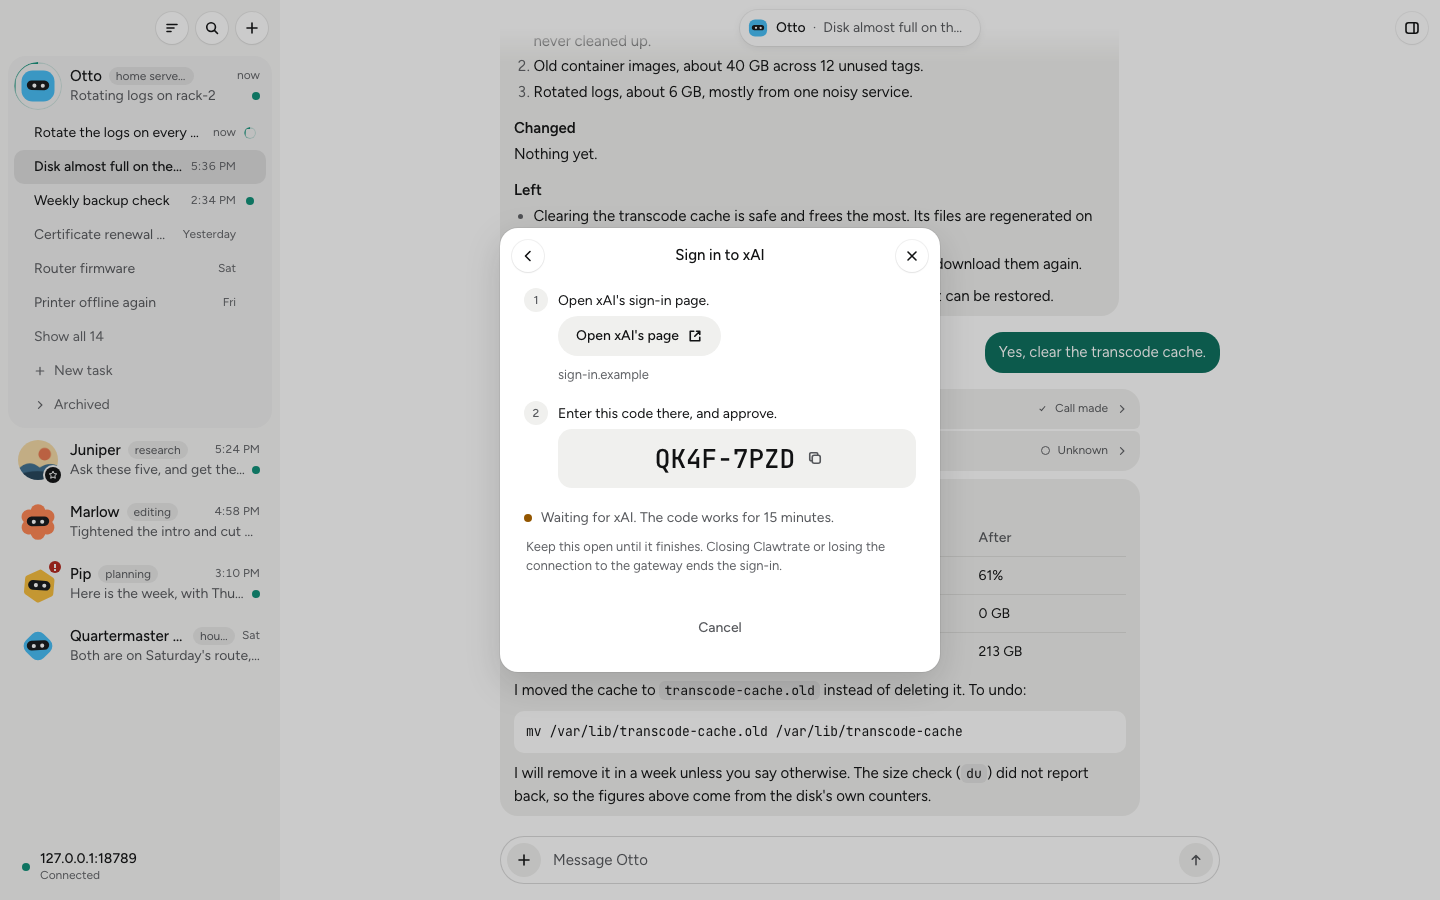 Otto home serve... now
Rotating logs on rack-2
Rotate the logs on every ... now
Disk almost full on the... 5:36 PM
Weekly backup check 2:34 PM
Certificate renewal ... Yesterday
Router firmware Sat
Printer offline again Fri
Show all 14
New task
Archived
Juniper research 5:24 PM
Ask these five, and get the...
Marlow editing 4:58 PM
Tightened the intro and cut ...
Pip planning 3:10 PM
Here is the week, with Thu...
Quartermaster ... hou... Sat
Both are on Saturday's route,...
127.0.0.1:18789
Connected
Otto · Disk almost full on th...
never cleaned up.
2. Old container images, about 40 GB across 12 unused tags.
3. Rotated logs, about 6 GB, mostly from one noisy service.
Changed
Nothing yet.
Left
• Clearing the transcode cache is safe and frees the most. Its files are regenerated on
download them again.
can be restored.
Yes, clear the transcode cache.
Call made
Unknown
Sign in to xAI
1 Open xAI's sign-in page.
Open xAI's page
sign-in.example
2 Enter this code there, and approve.
QK4F-7PZD
Waiting for xAI. The code works for 15 minutes.
Keep this open until it finishes. Closing Clawtrate or losing the
connection to the gateway ends the sign-in.
Cancel
After
61%
0 GB
213 GB
I moved the cache to transcode-cache.old instead of deleting it. To undo:
mv /var/lib/transcode-cache.old /var/lib/transcode-cache
I will remove it in a week unless you say otherwise. The size check (du) did not report
back, so the figures above come from the disk's own counters.
Message Otto